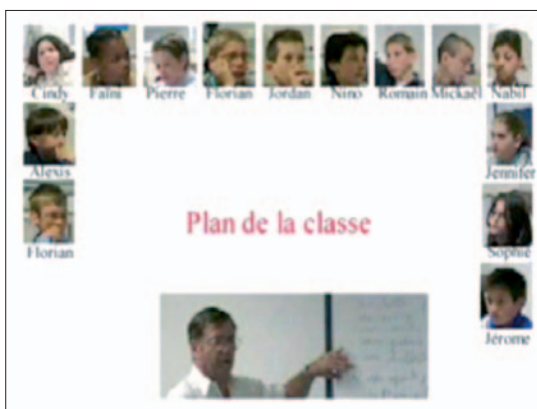 Cindy Faïni Pierre Florian Jordan Nino Romain Mickaël Nabil
Alexis
Jennifer
Florian
Plan de la classe
Sophie
Jérome